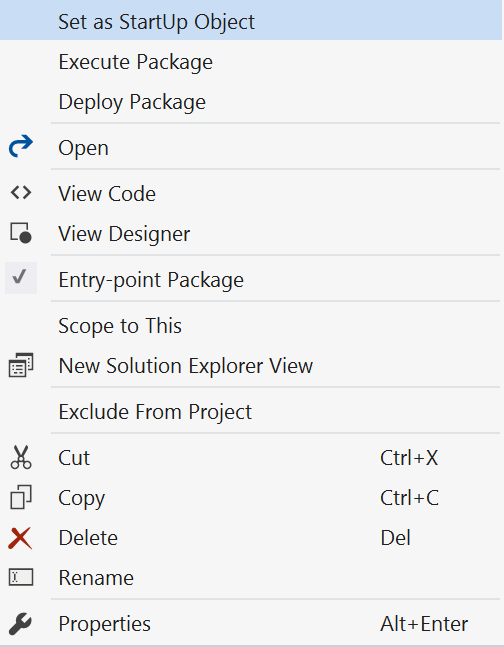 Set as StartUp Object
Execute Package
Deploy Package
Open
View Code
View Designer
Entry-point Package
Scope to This
New Solution Explorer View
Exclude From Project
Cut Ctrl+X
Copy Ctrl+C
Delete Del
Rename
Properties Alt+Enter